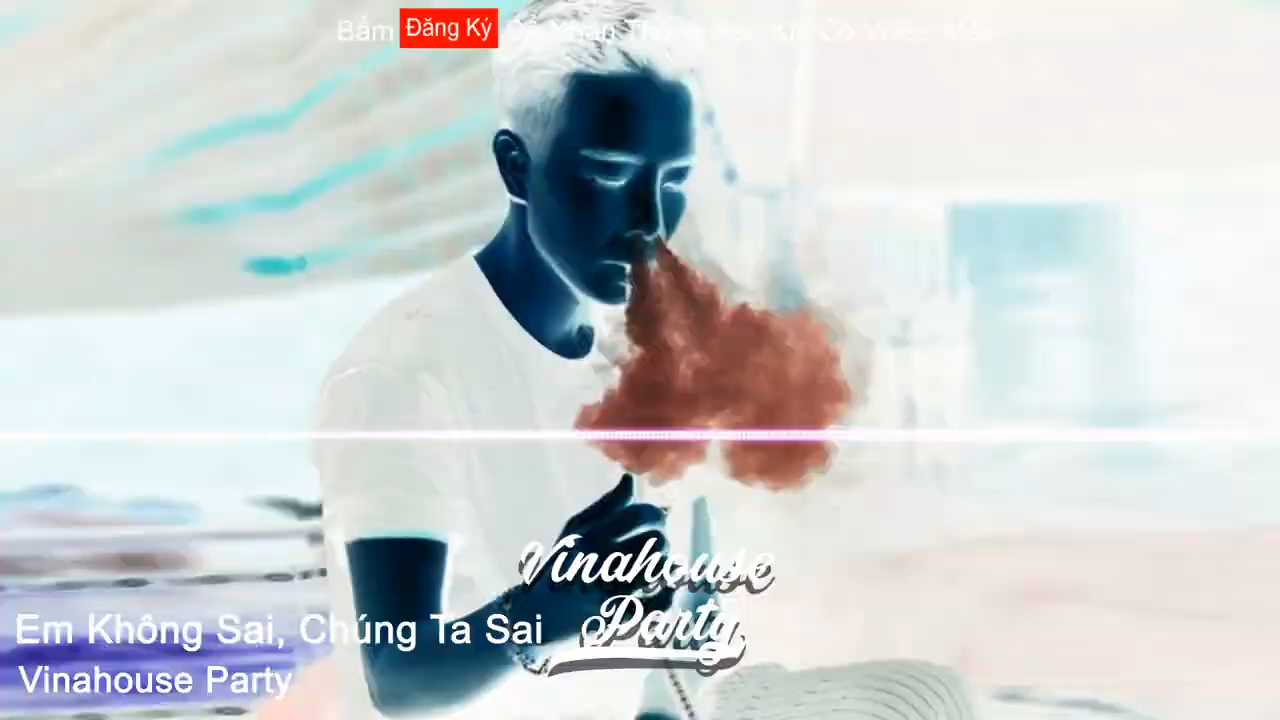 Bấm Đăng Ký
Vinahouse
Party
Em Không Sai, Chúng Ta Sai
Vinahouse Party